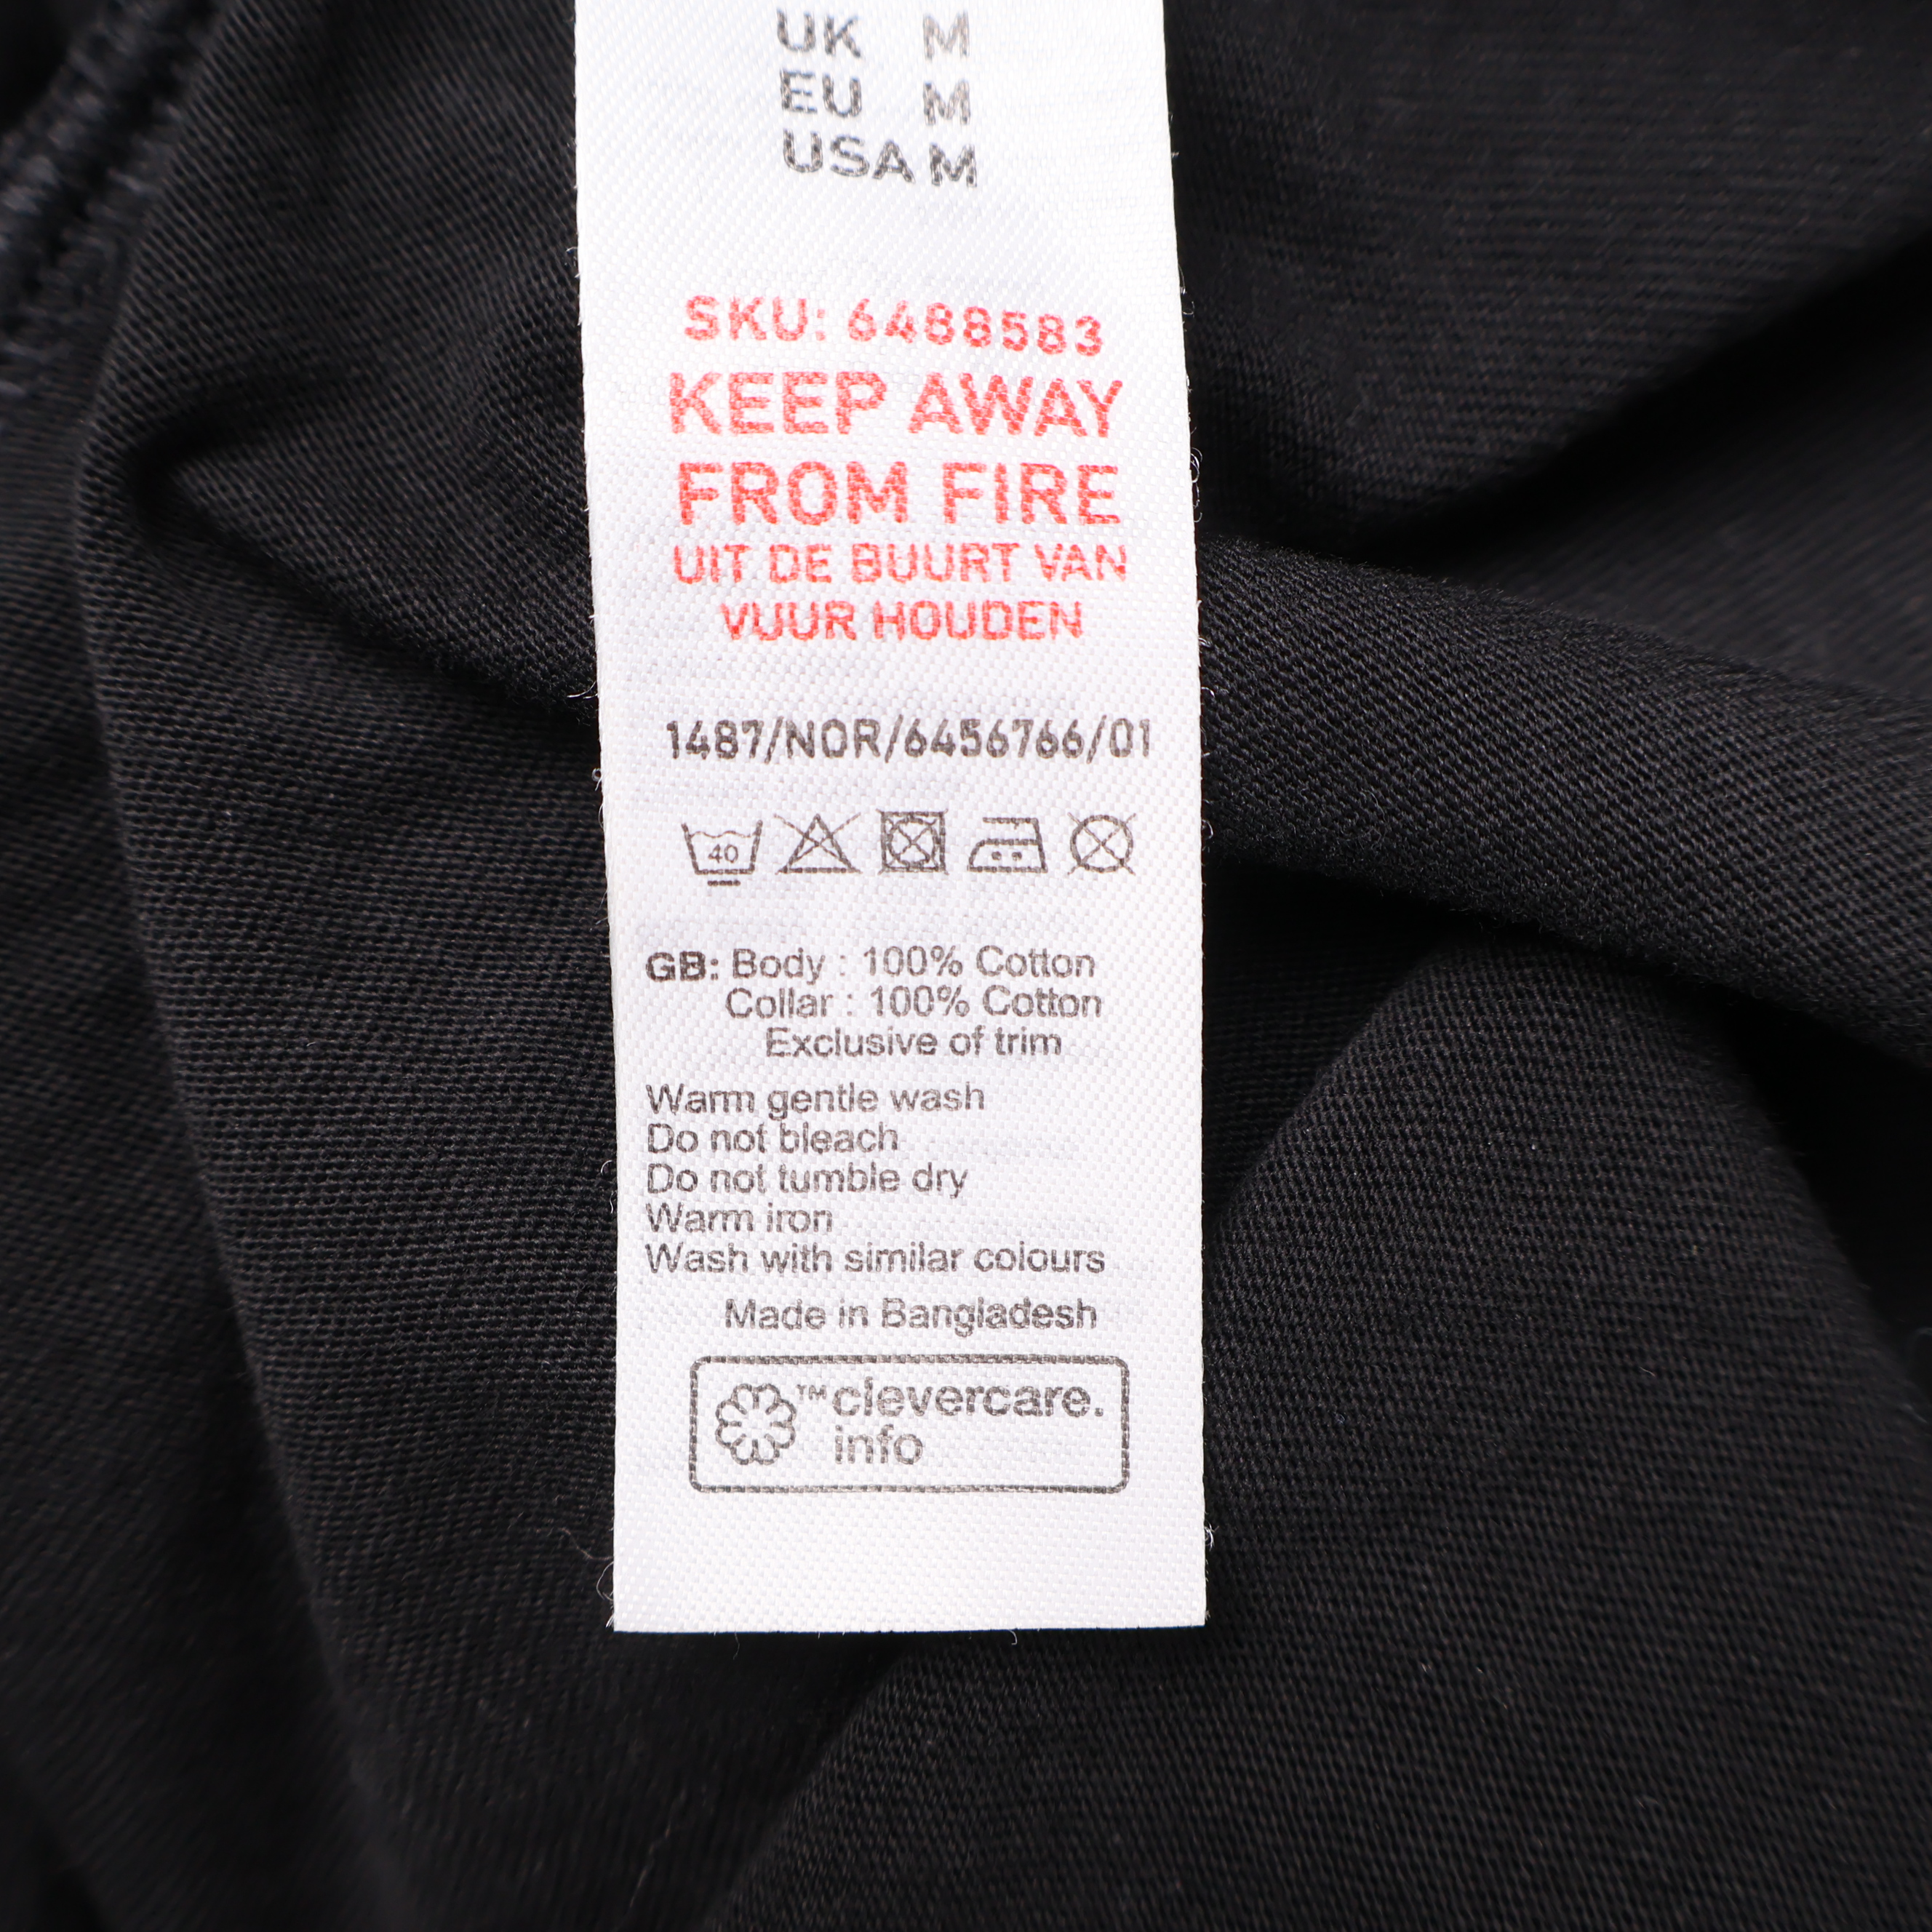 UK M
EU M
USA M
SKU: 6488583
KEEP AWAY
FROM FIRE
UIT DE BUURT VAN
VUUR HOUDEN
1487/NOR/6456766/01
40
GB: Body : 100% Cotton
Collar : 100% Cotton
Exclusive of trim
Warm gentle wash
Do not bleach
Do not tumble dry
Warm iron
Wash with similar colours
Made in Bangladesh
™clevercare.
info